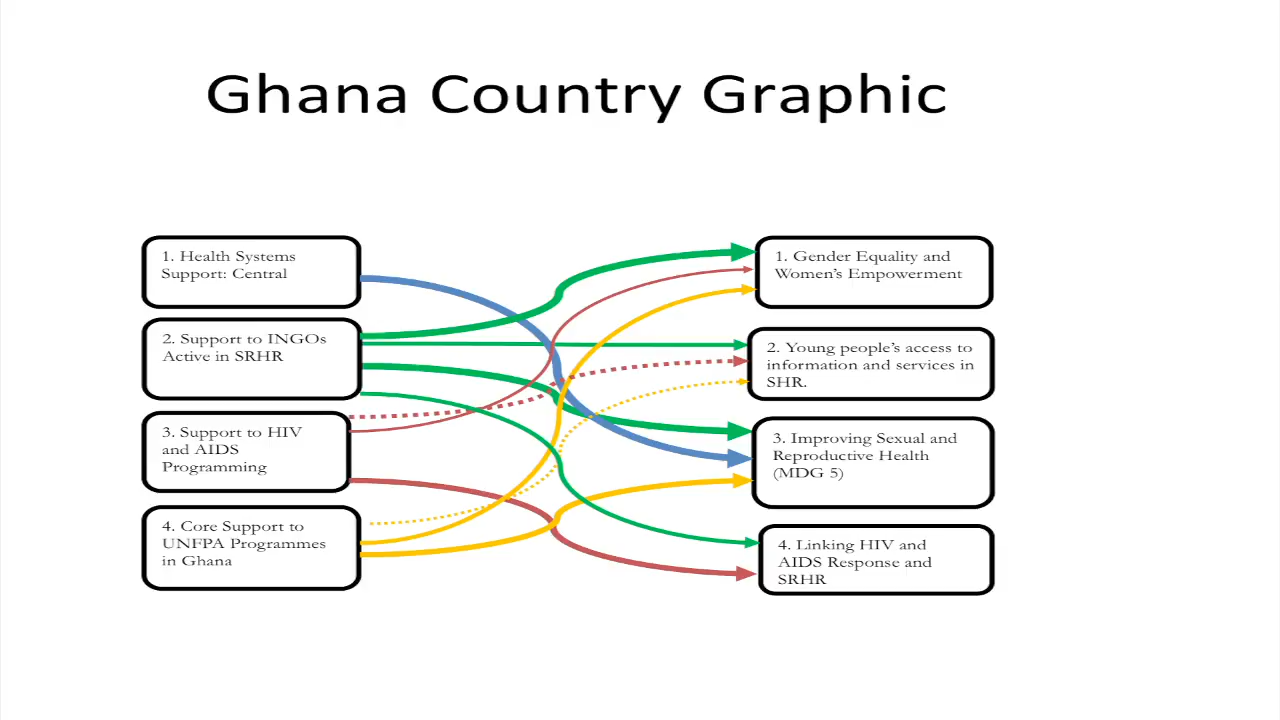 Ghana Country Graphic
1. Health Systems
Support: Central
2. Support to INGOs
Active in SRHR
3. Support to HIV
and AIDS
Programming
4. Core Support to
UNFPA Programmes
in Ghana
1. Gender Equality and
Women’s Empowerment
2. Young people’s access to
information and services in
SHR.
3. Improving Sexual and
Reproductive Health
(MDG 5)
4. Linking HIV and
AIDS Response and
SRHR